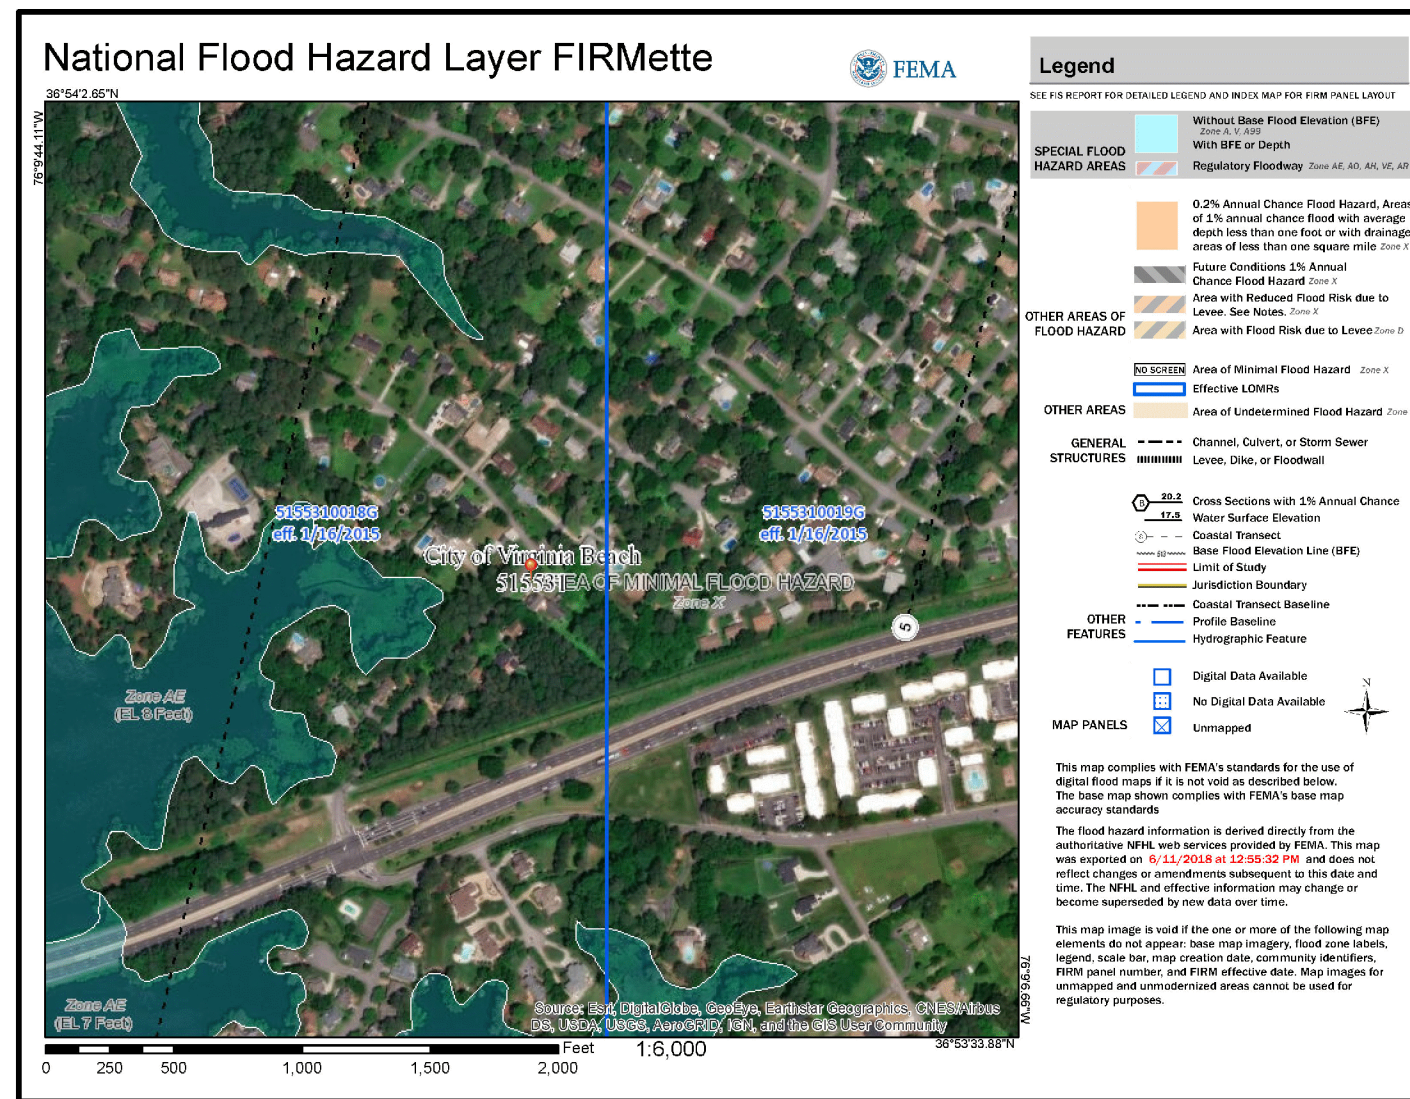 National Flood Hazard Layer FIRMette
FEMA
36°54'2.65"N
76°9'44.11"W
5155310018G
eff. 1/16/2015
5155310019G
eff. 1/16/2015
City of Virginia Beach
515531
AREA OF MINIMAL FLOOD HAZARD
Zone X
5
Zone AE
(EL 8 Feet)
Zone AE
(EL 7 Feet)
Source: Esri, DigitalGlobe, GeoEye, Earthstar Geographics, CNES/Airbus
DS, USDA, USGS, AeroGRID, IGN, and the GIS User Community
76°9'6.66"W
36°53'33.88"N
Feet
1:6,000
0 250 500 1,000 1,500 2,000
Legend
SEE FIS REPORT FOR DETAILED LEGEND AND INDEX MAP FOR FIRM PANEL LAYOUT
SPECIAL FLOOD
HAZARD AREAS
Without Base Flood Elevation (BFE)
Zone A, V, A99
With BFE or Depth
Regulatory Floodway Zone AE, AO, AH, VE, AR
0.2% Annual Chance Flood Hazard, Areas
of 1% annual chance flood with average
depth less than one foot or with drainage
areas of less than one square mile Zone X
Future Conditions 1% Annual
Chance Flood Hazard Zone X
OTHER AREAS OF
FLOOD HAZARD
Area with Reduced Flood Risk due to
Levee. See Notes. Zone X
Area with Flood Risk due to Levee Zone D
NO SCREEN Area of Minimal Flood Hazard Zone X
Effective LOMRs
OTHER AREAS
Area of Undetermined Flood Hazard Zone
GENERAL
STRUCTURES
Channel, Culvert, or Storm Sewer
Levee, Dike, or Floodwall
B 20.2 Cross Sections with 1% Annual Chance
17.5 Water Surface Elevation
8 Coastal Transect
513 Base Flood Elevation Line (BFE)
Limit of Study
Jurisdiction Boundary
Coastal Transect Baseline
OTHER
FEATURES
Profile Baseline
Hydrographic Feature
Digital Data Available
No Digital Data Available
MAP PANELS
Unmapped
N
This map complies with FEMA's standards for the use of
digital flood maps if it is not void as described below.
The base map shown complies with FEMA's base map
accuracy standards
The flood hazard information is derived directly from the
authoritative NFHL web services provided by FEMA. This map
was exported on 6/11/2018 at 12:55:32 PM and does not
reflect changes or amendments subsequent to this date and
time. The NFHL and effective information may change or
become superseded by new data over time.
This map image is void if the one or more of the following map
elements do not appear: base map imagery, flood zone labels,
legend, scale bar, map creation date, community identifiers,
FIRM panel number, and FIRM effective date. Map images for
unmapped and unmodernized areas cannot be used for
regulatory purposes.